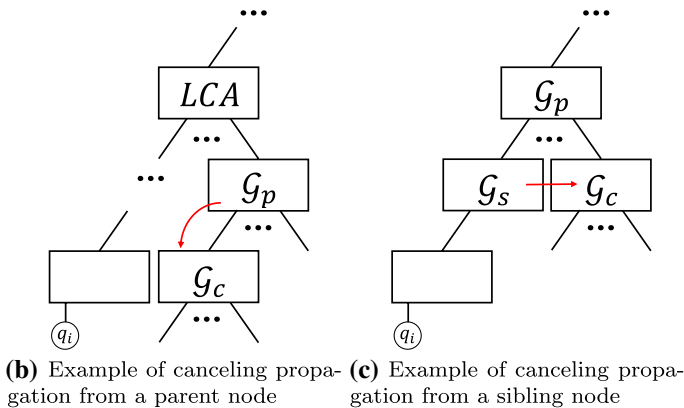 ...
LCA
...
...
𝒢p
...
𝒢c
...
qi
(b) Example of canceling propa-
gation from a parent node
...
𝒢p
...
𝒢s
𝒢c
...
qi
(c) Example of canceling propa-
gation from a sibling node